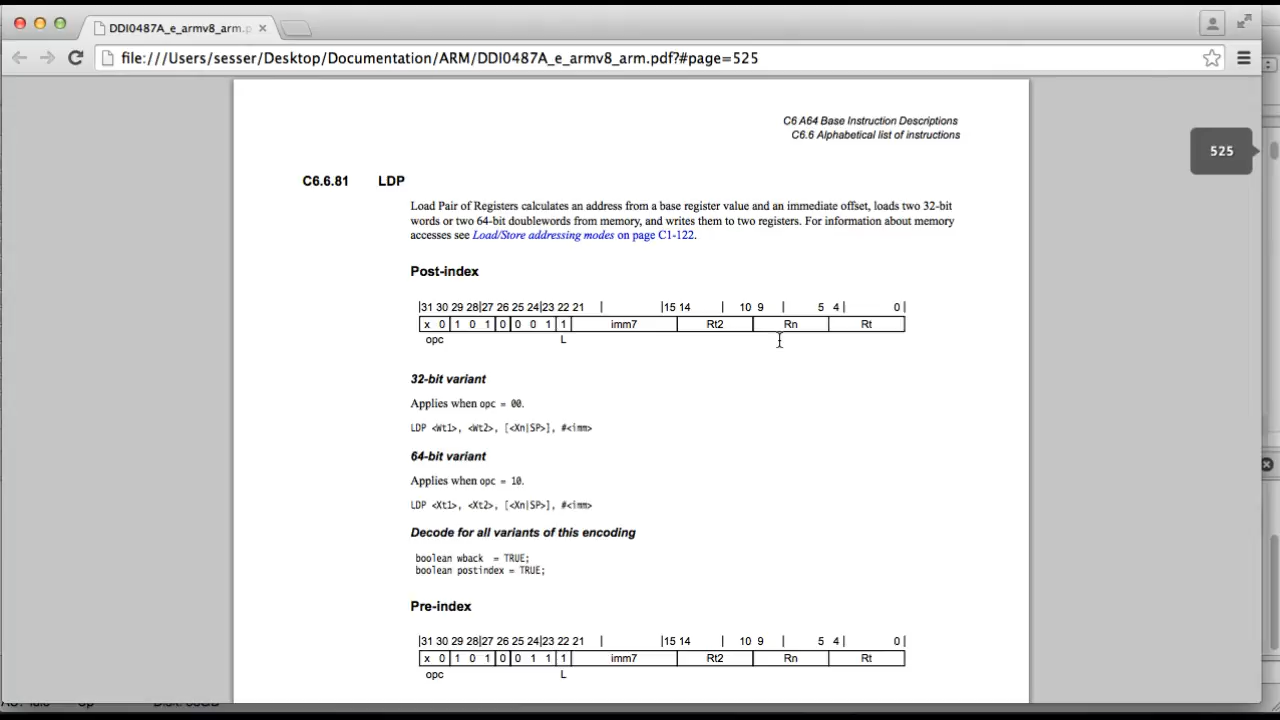 DDI0487A_e_armv8_arm.p
file:///Users/sesser/Desktop/Documentation/ARM/DDI0487A_e_armv8_arm.pdf?#page=525
C6 A64 Base Instruction Descriptions
C6.6 Alphabetical list of instructions
525
C6.6.81 LDP
Load Pair of Registers calculates an address from a base register value and an immediate offset, loads two 32-bit
words or two 64-bit doublewords from memory, and writes them to two registers. For information about memory
accesses see Load/Store addressing modes on page C1-122.
Post-index
|31 30 29 28|27 26 25 24|23 22 21 | |15 14 | 10 9 | 5 4 | 0|
x 0 1 0 1 0 0 0 1 1 imm7 Rt2 Rn Rt
opc L
32-bit variant
Applies when opc = 00.
LDP <Wt1>, <Wt2>, [<Xn|SP>], #<imm>
64-bit variant
Applies when opc = 10.
LDP <Xt1>, <Xt2>, [<Xn|SP>], #<imm>
Decode for all variants of this encoding
boolean wback = TRUE;
boolean postindex = TRUE;
Pre-index
|31 30 29 28|27 26 25 24|23 22 21 | |15 14 | 10 9 | 5 4 | 0|
x 0 1 0 1 0 0 1 1 1 imm7 Rt2 Rn Rt
opc L